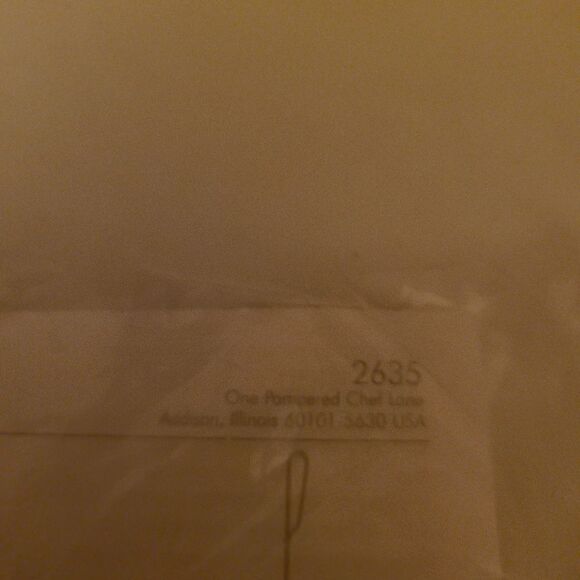 2635
One Pampered Chef Lane
Addison, Illinois 60101-5630 USA